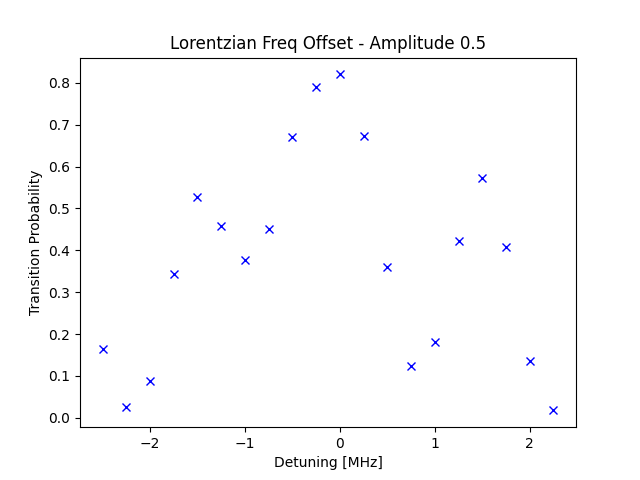 Lorentzian Freq Offset - Amplitude 0.5
Transition Probability
0.8
0.7
0.6
0.5
0.4
0.3
0.2
0.1
0.0
−2 −1 0 1 2
Detuning [MHz]